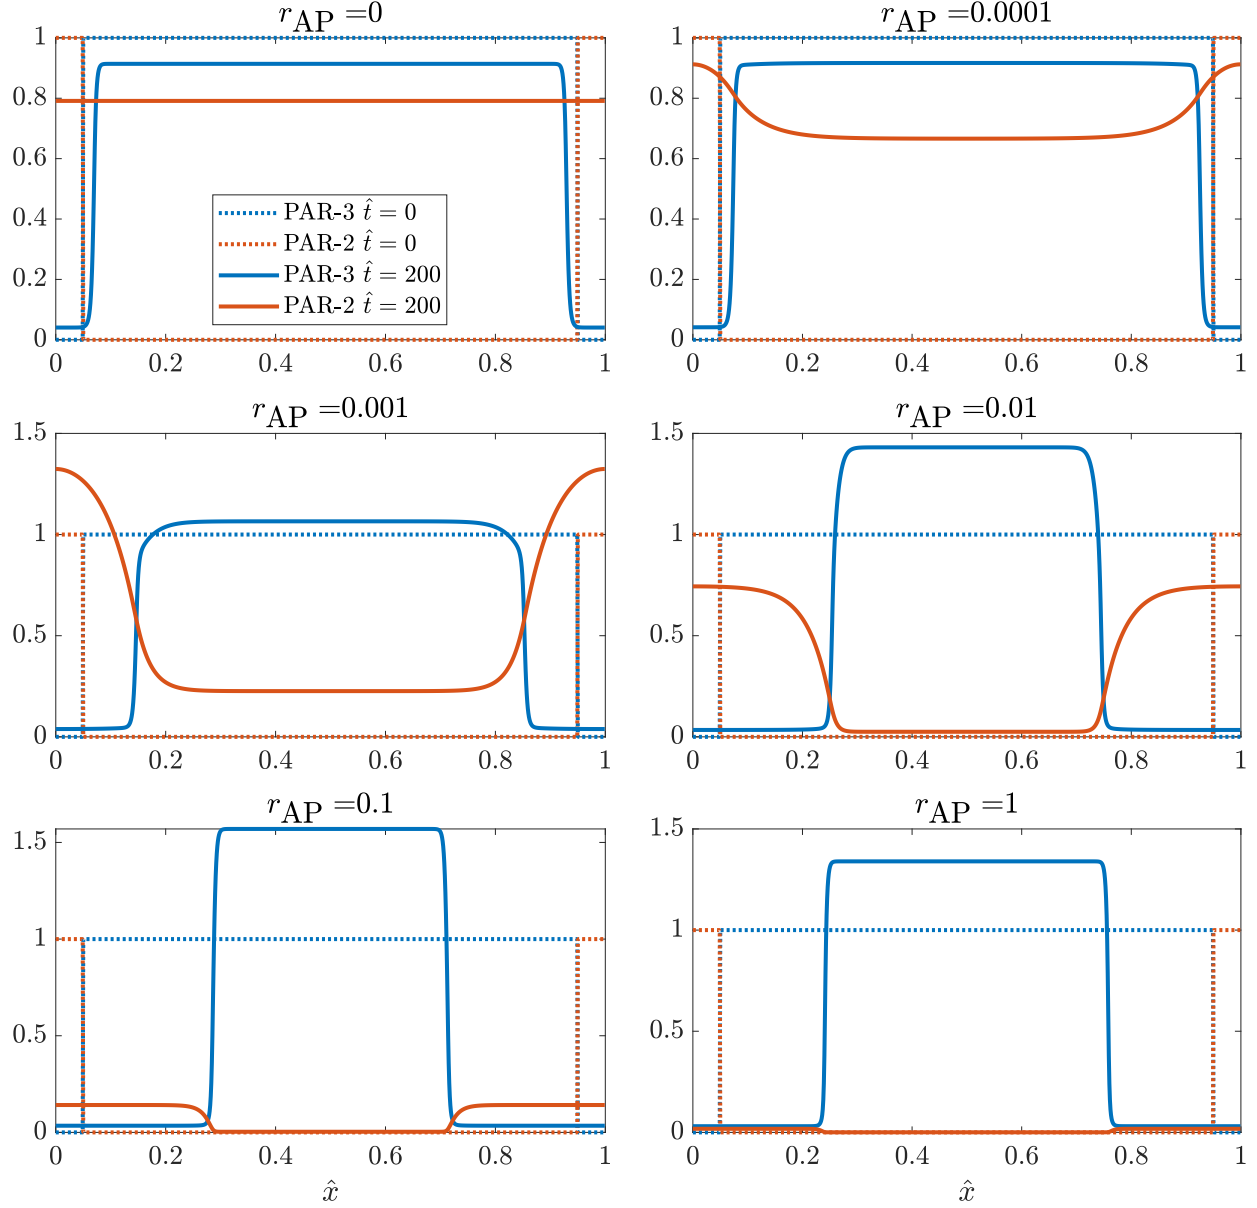 r_AP =0
1
0.8
0.6
0.4
0.2
0
PAR-3 t̂ = 0
PAR-2 t̂ = 0
PAR-3 t̂ = 200
PAR-2 t̂ = 200
0 0.2 0.4 0.6 0.8 1
r_AP =0.0001
1
0.8
0.6
0.4
0.2
0
0 0.2 0.4 0.6 0.8 1
r_AP =0.001
1.5
1
0.5
0
0 0.2 0.4 0.6 0.8 1
r_AP =0.01
1.5
1
0.5
0
0 0.2 0.4 0.6 0.8 1
r_AP =0.1
1.5
1
0.5
0
0 0.2 0.4 0.6 0.8 1
x̂
r_AP =1
1.5
1
0.5
0
0 0.2 0.4 0.6 0.8 1
x̂